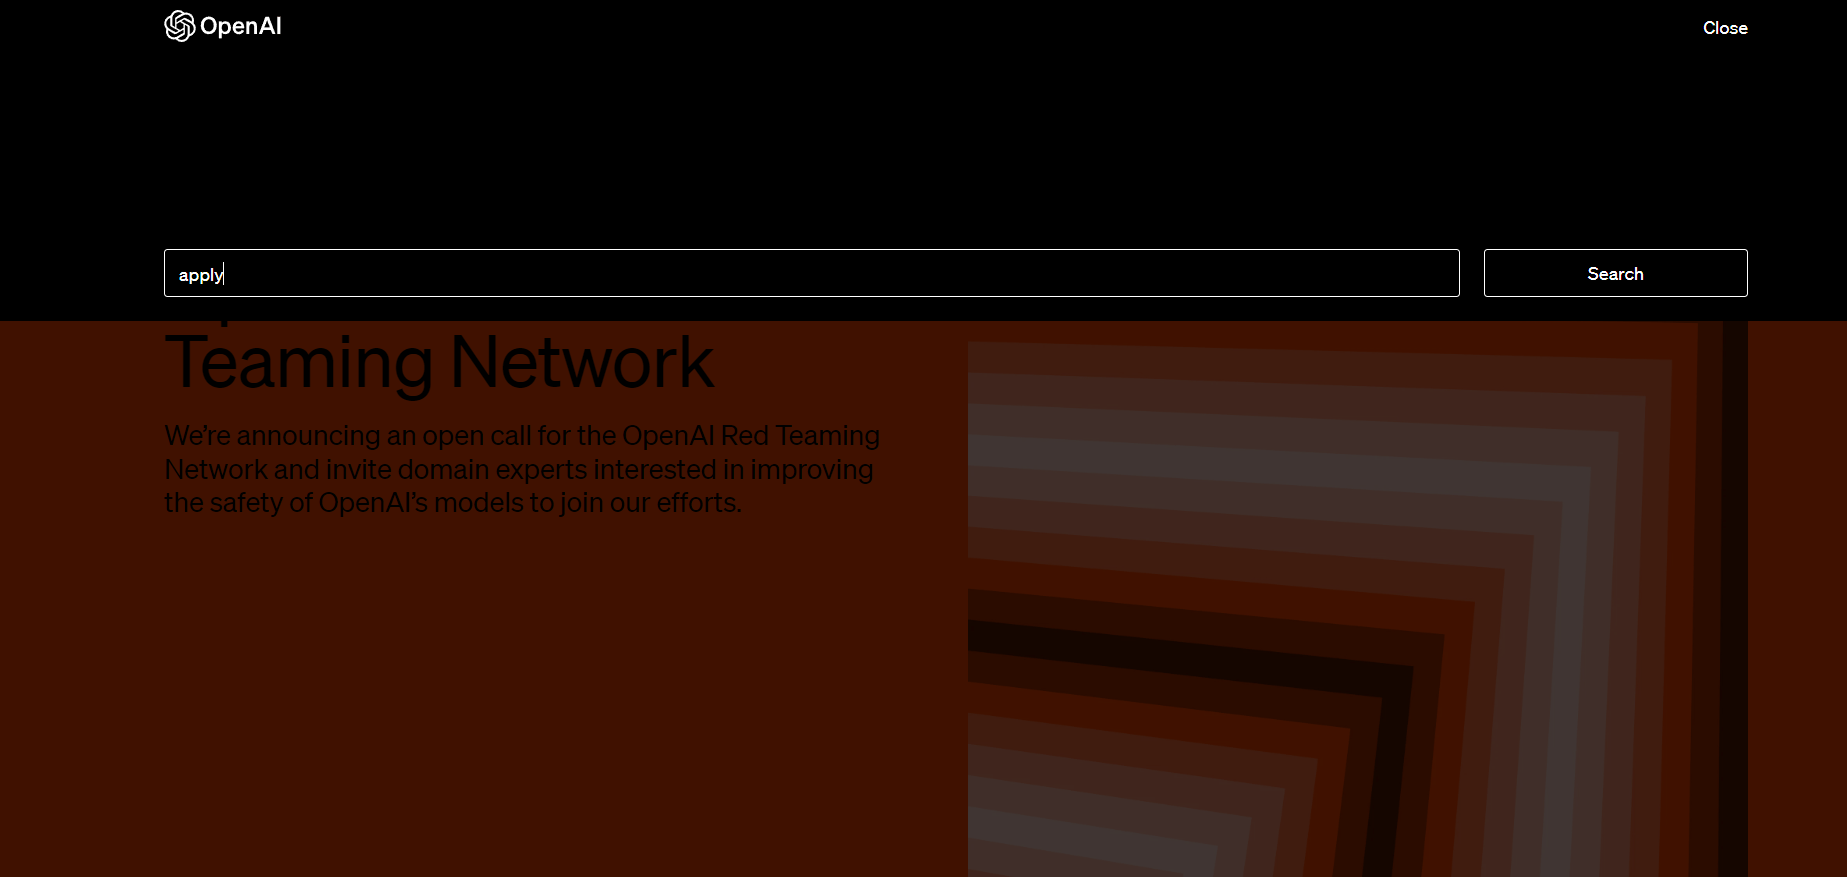 OpenAI
Close
apply
Search
Teaming Network
We’re announcing an open call for the OpenAI Red Teaming
Network and invite domain experts interested in improving
the safety of OpenAI’s models to join our efforts.